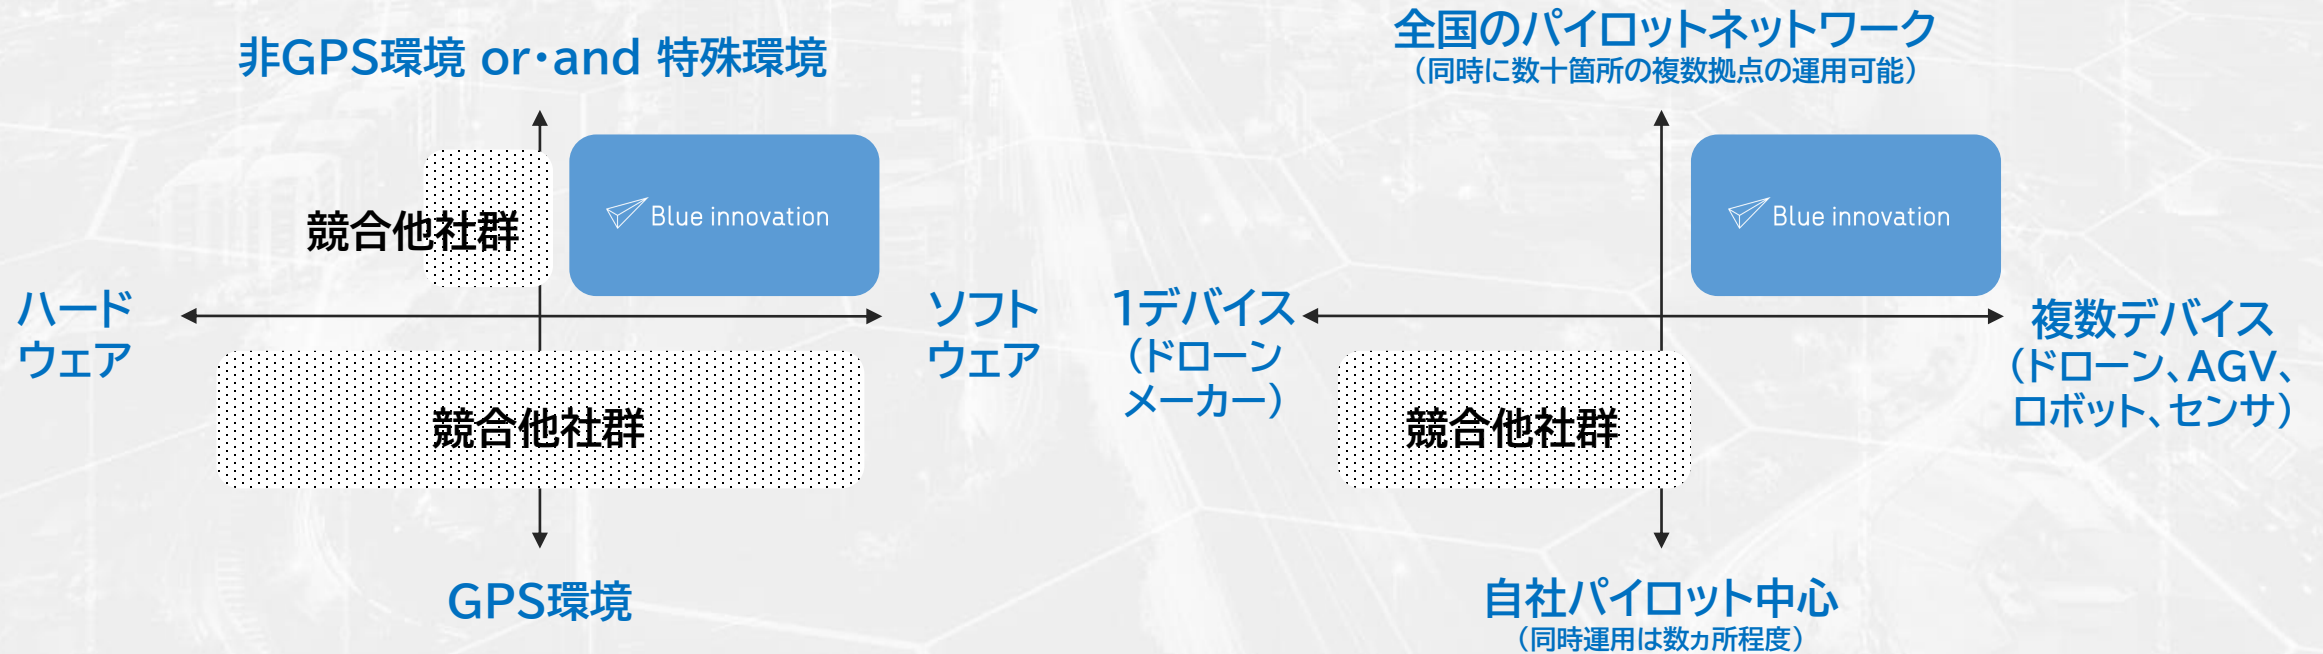 非GPS環境 or・and 特殊環境
競合他社群
Blue innovation
ハード
ウェア
ソフト
ウェア
競合他社群
GPS環境
全国のパイロットネットワーク
（同時に数十箇所の複数拠点の運用可能）
Blue innovation
1デバイス
（ドローン
メーカー）
複数デバイス
（ドローン、AGV、
ロボット、センサ）
競合他社群
自社パイロット中心
（同時運用は数ヵ所程度）